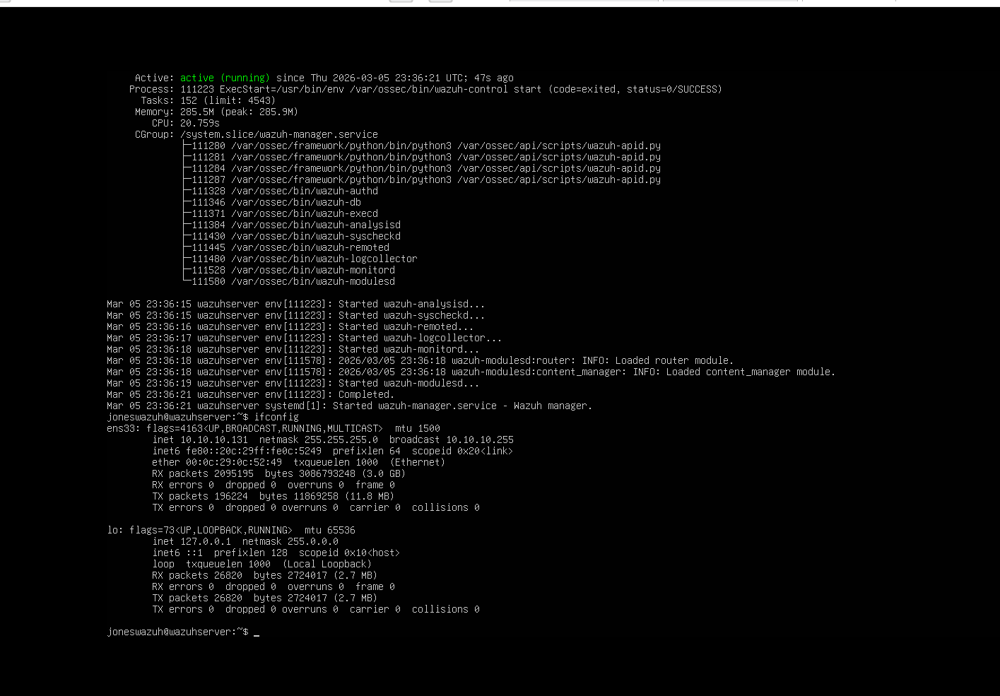 Active: active (running) since Thu 2026-03-05 23:36:21 UTC; 47s ago
Process: 111223 ExecStart=/usr/bin/env /var/ossec/bin/wazuh-control start (code=exited, status=0/SUCCESS)
Tasks: 152 (limit: 4543)
Memory: 285.5M (peak: 285.9M)
CPU: 20.759s
CGroup: /system.slice/wazuh-manager.service
├─111280 /var/ossec/framework/python/bin/python3 /var/ossec/api/scripts/wazuh-apid.py
├─111281 /var/ossec/framework/python/bin/python3 /var/ossec/api/scripts/wazuh-apid.py
├─111284 /var/ossec/framework/python/bin/python3 /var/ossec/api/scripts/wazuh-apid.py
├─111287 /var/ossec/framework/python/bin/python3 /var/ossec/api/scripts/wazuh-apid.py
├─111328 /var/ossec/bin/wazuh-authd
├─111346 /var/ossec/bin/wazuh-db
├─111371 /var/ossec/bin/wazuh-execd
├─111384 /var/ossec/bin/wazuh-analysisd
├─111430 /var/ossec/bin/wazuh-syscheckd
├─111445 /var/ossec/bin/wazuh-remoted
├─111480 /var/ossec/bin/wazuh-logcollector
├─111528 /var/ossec/bin/wazuh-monitord
└─111580 /var/ossec/bin/wazuh-modulesd
Mar 05 23:36:15 wazuhserver env[111223]: Started wazuh-analysisd...
Mar 05 23:36:15 wazuhserver env[111223]: Started wazuh-syscheckd...
Mar 05 23:36:16 wazuhserver env[111223]: Started wazuh-remoted...
Mar 05 23:36:17 wazuhserver env[111223]: Started wazuh-logcollector...
Mar 05 23:36:18 wazuhserver env[111223]: Started wazuh-monitord...
Mar 05 23:36:18 wazuhserver env[111578]: 2026/03/05 23:36:18 wazuh-modulesd:router: INFO: Loaded router module.
Mar 05 23:36:18 wazuhserver env[111578]: 2026/03/05 23:36:18 wazuh-modulesd:content_manager: INFO: Loaded content_manager module.
Mar 05 23:36:19 wazuhserver env[111223]: Started wazuh-modulesd...
Mar 05 23:36:21 wazuhserver env[111223]: Completed.
Mar 05 23:36:21 wazuhserver systemd[1]: Started wazuh-manager.service - Wazuh manager.
joneswazuh@wazuhserver:~$ ifconfig
ens33: flags=4163<UP,BROADCAST,RUNNING,MULTICAST>  mtu 1500
inet 10.10.10.131  netmask 255.255.255.0  broadcast 10.10.10.255
inet6 fe80::20c:29ff:fe0c:5249  prefixlen 64  scopeid 0x20<link>
ether 00:0c:29:0c:52:49  txqueuelen 1000  (Ethernet)
RX packets 2095195  bytes 3086793248 (3.0 GB)
RX errors 0  dropped 0  overruns 0  frame 0
TX packets 196224  bytes 11869258 (11.8 MB)
TX errors 0  dropped 0 overruns 0  carrier 0  collisions 0
lo: flags=73<UP,LOOPBACK,RUNNING>  mtu 65536
inet 127.0.0.1  netmask 255.0.0.0
inet6 ::1  prefixlen 128  scopeid 0x10<host>
loop  txqueuelen 1000  (Local Loopback)
RX packets 26820  bytes 2724017 (2.7 MB)
RX errors 0  dropped 0  overruns 0  frame 0
TX packets 26820  bytes 2724017 (2.7 MB)
TX errors 0  dropped 0 overruns 0  carrier 0  collisions 0
joneswazuh@wazuhserver:~$ _